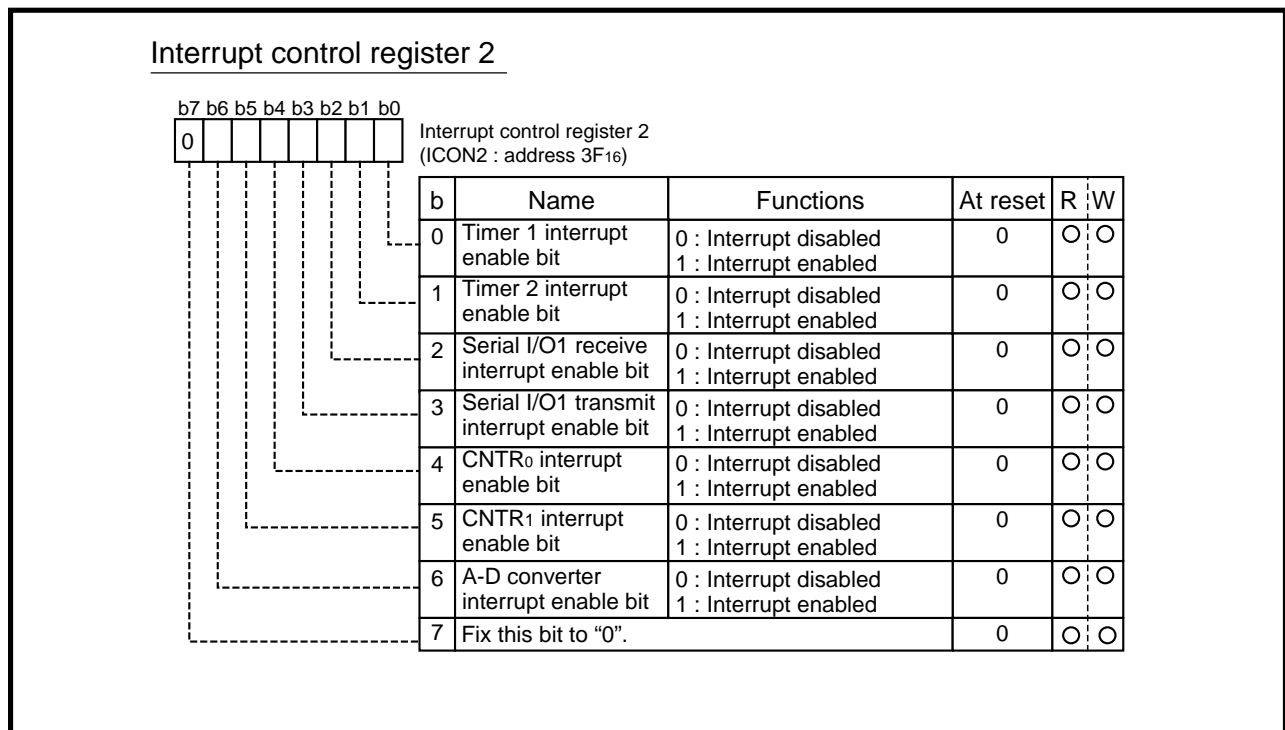 Interrupt control register 2
b7 b6 b5 b4 b3 b2 b1 b0
0
Interrupt control register 2
(ICON2 : address 3F16)
b Name Functions At reset R W
0 Timer 1 interrupt enable bit 0 : Interrupt disabled 0
1 : Interrupt enabled
1 Timer 2 interrupt enable bit 0 : Interrupt disabled 0
1 : Interrupt enabled
2 Serial I/O1 receive interrupt enable bit 0 : Interrupt disabled 0
1 : Interrupt enabled
3 Serial I/O1 transmit interrupt enable bit 0 : Interrupt disabled 0
1 : Interrupt enabled
4 CNTR0 interrupt enable bit 0 : Interrupt disabled 0
1 : Interrupt enabled
5 CNTR1 interrupt enable bit 0 : Interrupt disabled 0
1 : Interrupt enabled
6 A-D converter interrupt enable bit 0 : Interrupt disabled 0
1 : Interrupt enabled
7 Fix this bit to “0”. 0